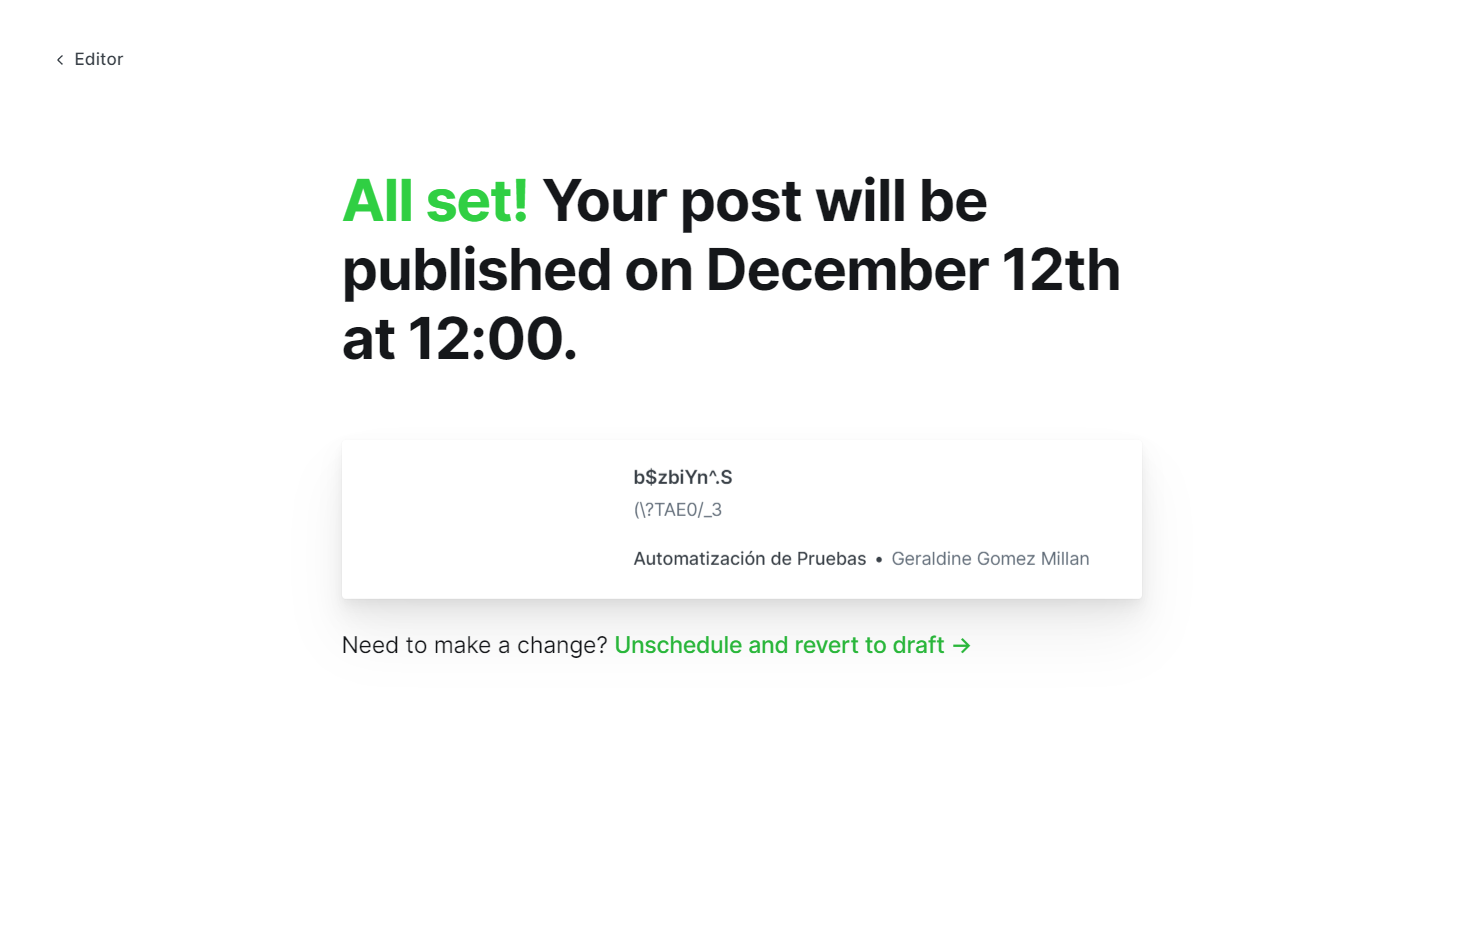 Editor
All set! Your post will be
published on December 12th
at 12:00.
b$zbiYn^.S
(\?TAE0/_3
Automatización de Pruebas • Geraldine Gomez Millan
Need to make a change? Unschedule and revert to draft →